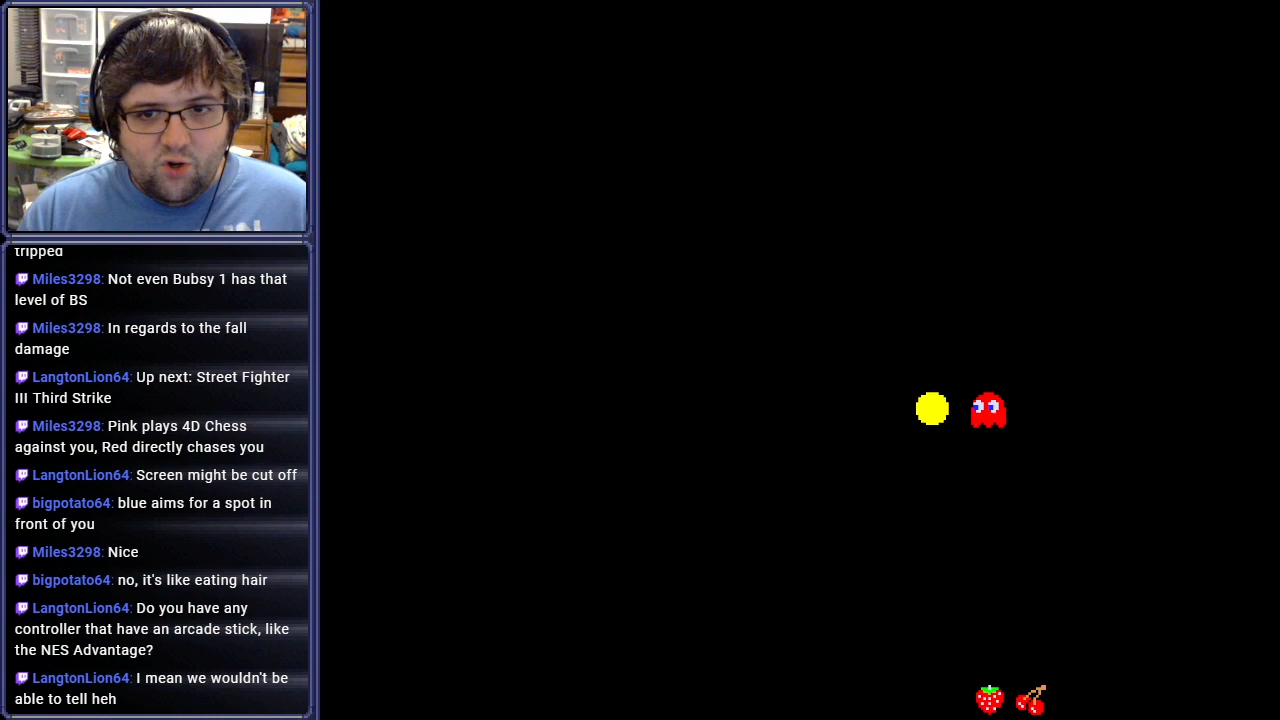 tripped
Miles3298: Not even Bubsy 1 has that
level of BS
Miles3298: In regards to the fall
damage
LangtonLion64: Up next: Street Fighter
III Third Strike
Miles3298: Pink plays 4D Chess
against you, Red directly chases you
LangtonLion64: Screen might be cut off
bigpotato64: blue aims for a spot in
front of you
Miles3298: Nice
bigpotato64: no, it's like eating hair
LangtonLion64: Do you have any
controller that have an arcade stick, like
the NES Advantage?
LangtonLion64: I mean we wouldn't be
able to tell heh